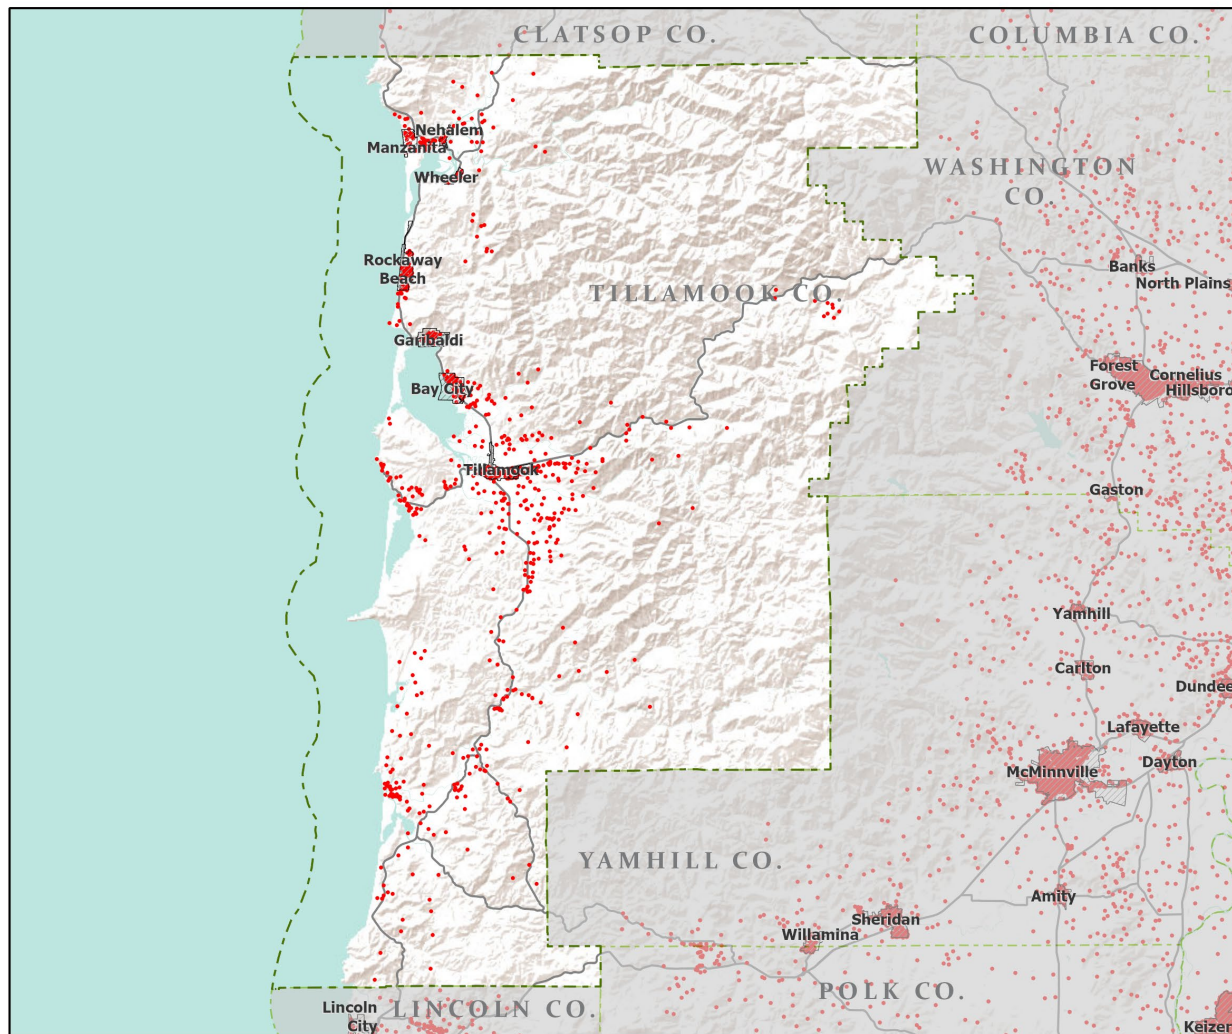 CLATSOP CO.
COLUMBIA CO.
Nehalem
Manzanita
WASHINGTON
CO.
Wheeler
Rockaway
Beach
Banks
North Plains
TILLAMOOK CO.
Garibaldi
Forest
Grove
Cornelius
Hillsboro
Bay City
Tillamook
Gaston
Yamhill
Carlton
Dundee
Lafayette
McMinnville
Dayton
YAMHILL CO.
Amity
Sheridan
Willamina
POLK CO.
Lincoln
City
LINCOLN CO.
Keizer